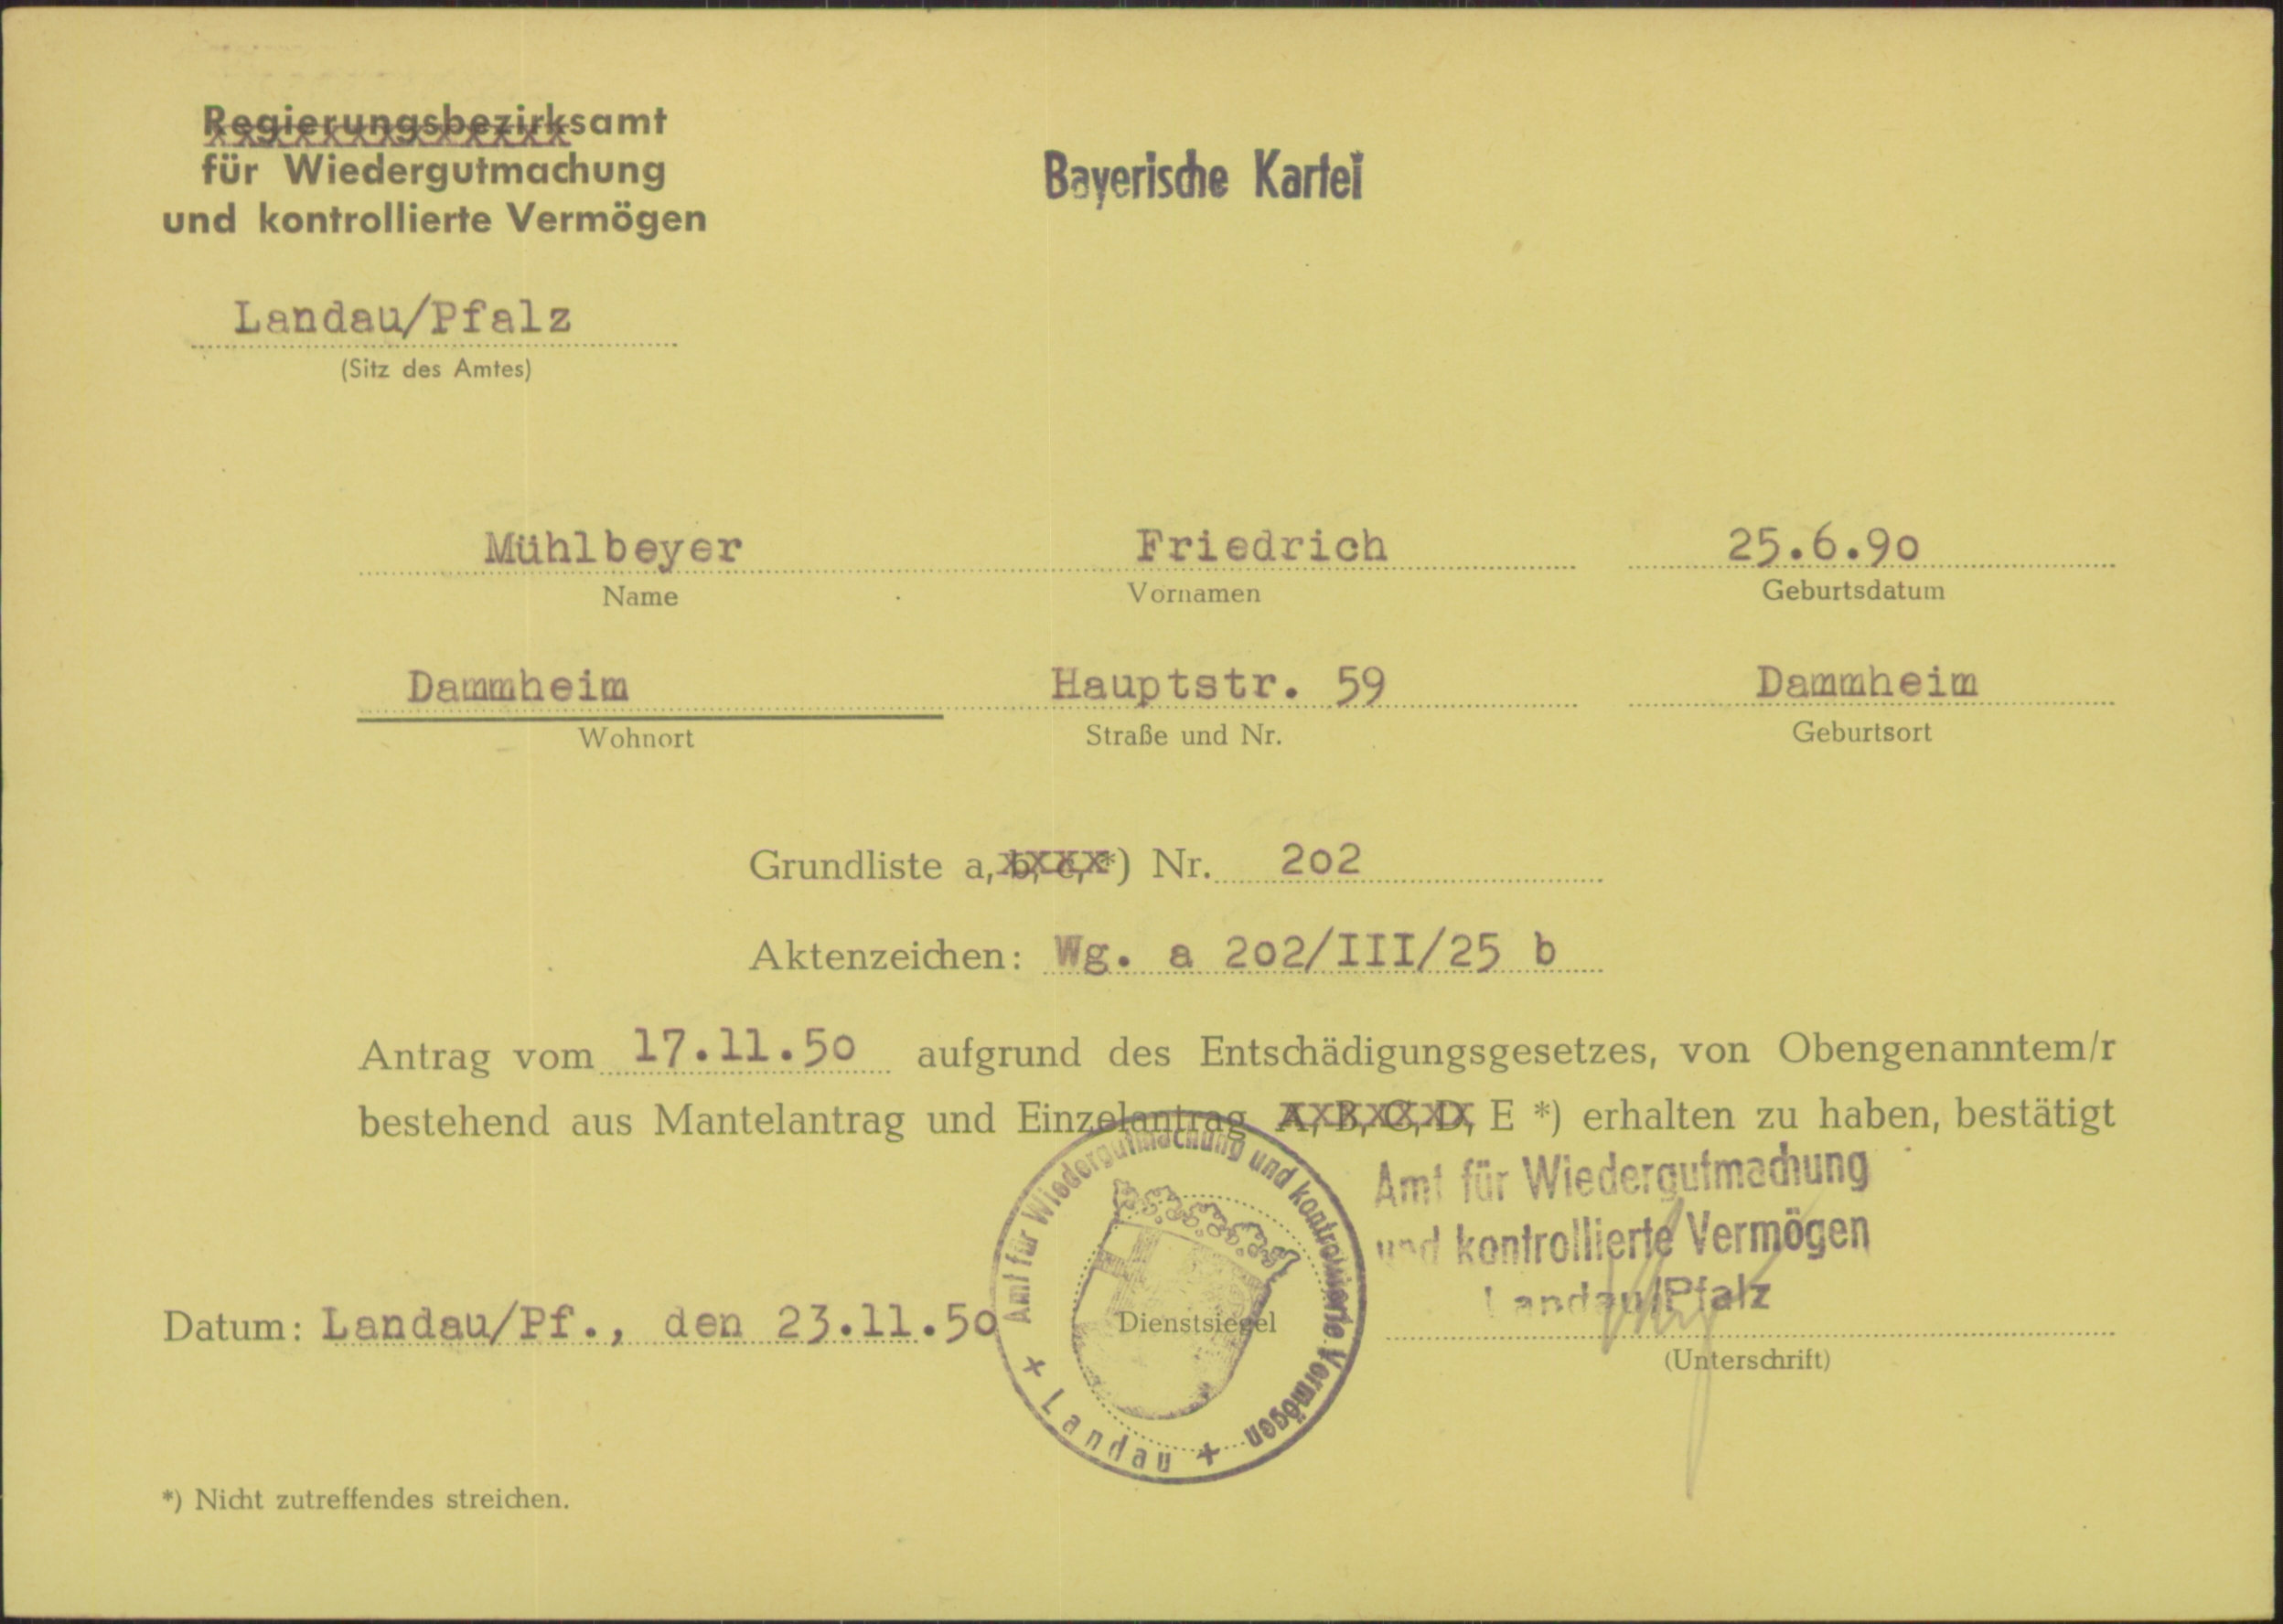 Regierungsbezirksamt
für Wiedergutmachung
und kontrollierte Vermögen
Bayerische Kartei
Landau/Pfalz
(Sitz des Amtes)
Mühlbeyer Friedrich 25.6.90
Name Vornamen Geburtsdatum
Dammheim Hauptstr. 59 Dammheim
Wohnort Straße und Nr. Geburtsort
Grundliste a, b, c, *) Nr. 202
Aktenzeichen: Wg. a 202/III/25 b
Antrag vom 17.11.50 aufgrund des Entschädigungsgesetzes, von Obengenanntem/r
bestehend aus Mantelantrag und Einzelantrag A, B, C, D, E *) erhalten zu haben, bestätigt
Amt für Wiedergutmachung
und kontrollierte Vermögen
Landau/Pfalz
Amt für Wiedergutmachung und kontrollierte Vermögen
+ Landau +
Datum: Landau/Pf., den 23.11.50
Dienstsiegel
(Unterschrift)
*) Nicht zutreffendes streichen.